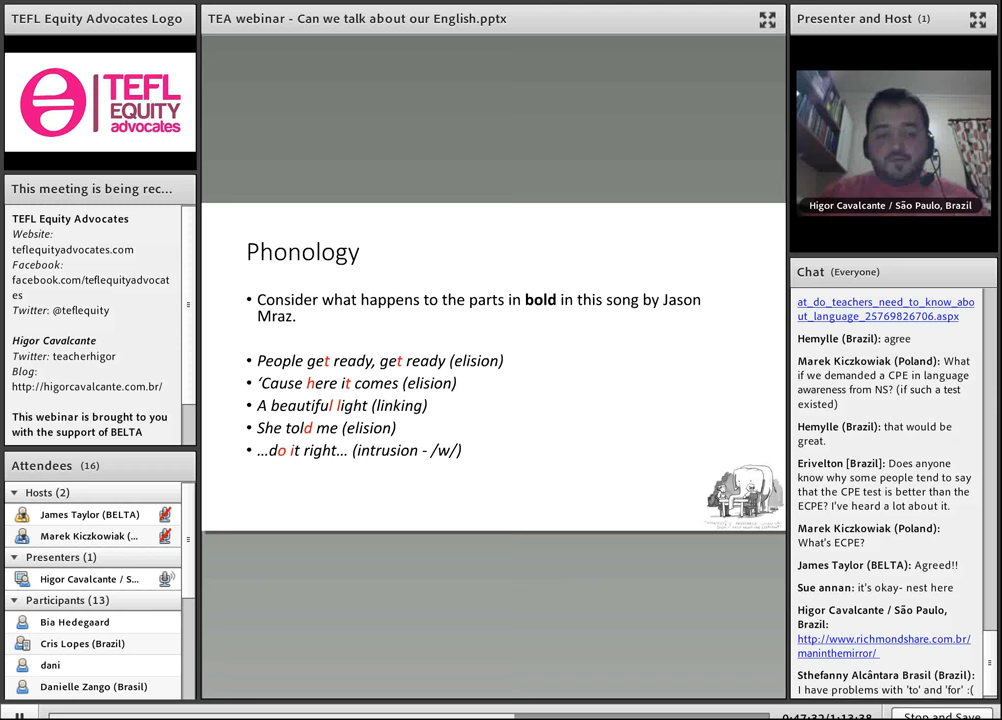 TEFL Equity Advocates Logo
TEFL
EQUITY
advocates
This meeting is being rec...
TEFL Equity Advocates
Website:
teflequityadvocates.com
Facebook:
facebook.com/teflequityadvocat
es
Twitter: @teflequity
Higor Cavalcante
Twitter: teacherhigor
Blog:
http://higorcavalcante.com.br/
This webinar is brought to you
with the support of BELTA
Attendees (16)
Hosts (2)
James Taylor (BELTA)
Marek Kiczkowiak (...
Presenters (1)
Higor Cavalcante / S...
Participants (13)
Bia Hedegaard
Cris Lopes (Brazil)
dani
Danielle Zango (Brasil)
TEA webinar - Can we talk about our English.pptx
Phonology
• Consider what happens to the parts in bold in this song by Jason
Mraz.
• People get ready, get ready (elision)
• ‘Cause here it comes (elision)
• A beautiful light (linking)
• She told me (elision)
• …do it right… (intrusion - /w/)
Presenter and Host (1)
Higor Cavalcante / São Paulo, Brazil
Chat (Everyone)
at_do_teachers_need_to_know_abo
ut_language_25769826706.aspx
Hemylle (Brazil): agree
Marek Kiczkowiak (Poland): What
if we demanded a CPE in language
awareness from NS? (if such a test
existed)
Hemylle (Brazil): that would be
great.
Erivelton [Brazil]: Does anyone
know why some people tend to say
that the CPE test is better than the
ECPE? I've heard a lot about it.
Marek Kiczkowiak (Poland):
What's ECPE?
James Taylor (BELTA): Agreed!!
Sue annan: it's okay- nest here
Higor Cavalcante / São Paulo,
Brazil:
http://www.richmondshare.com.br/
maninthemirror/
Sthefanny Alcântara Brasil (Brazil):
I have problems with 'to' and 'for' :(
0:47:32/1:13:38
Stop and Save